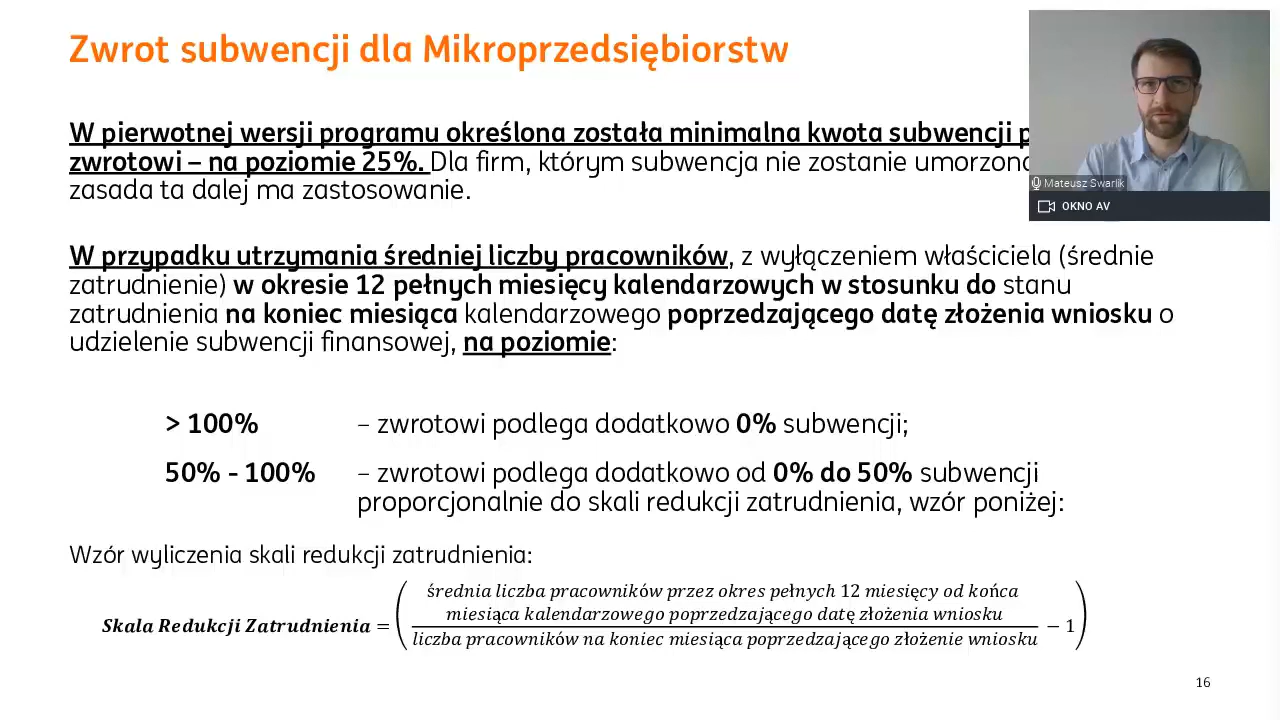 Zwrot subwencji dla Mikroprzedsiębiorstw
W pierwotnej wersji programu określona została minimalna kwota subwencji
zwrotowi – na poziomie 25%. Dla firm, którym subwencja nie zostanie
zasada ta dalej ma zastosowanie.
Mateusz Swarlik
OKNO AV
W przypadku utrzymania średniej liczby pracowników, z wyłączeniem właściciela (średnie
zatrudnienie) w okresie 12 pełnych miesięcy kalendarzowych w stosunku do stanu
zatrudnienia na koniec miesiąca kalendarzowego poprzedzającego datę złożenia wniosku o
udzielenie subwencji finansowej, na poziomie:
> 100% – zwrotowi podlega dodatkowo 0% subwencji;
50% - 100% – zwrotowi podlega dodatkowo od 0% do 50% subwencji
proporcjonalnie do skali redukcji zatrudnienia, wzór poniżej:
Wzór wyliczenia skali redukcji zatrudnienia:
średnia liczba pracowników przez okres pełnych 12 miesięcy od końca
miesiąca kalendarzowego poprzedzającego datę złożenia wniosku
Skala Redukcji Zatrudnienia = ( − 1 )
liczba pracowników na koniec miesiąca poprzedzającego złożenie wniosku
16